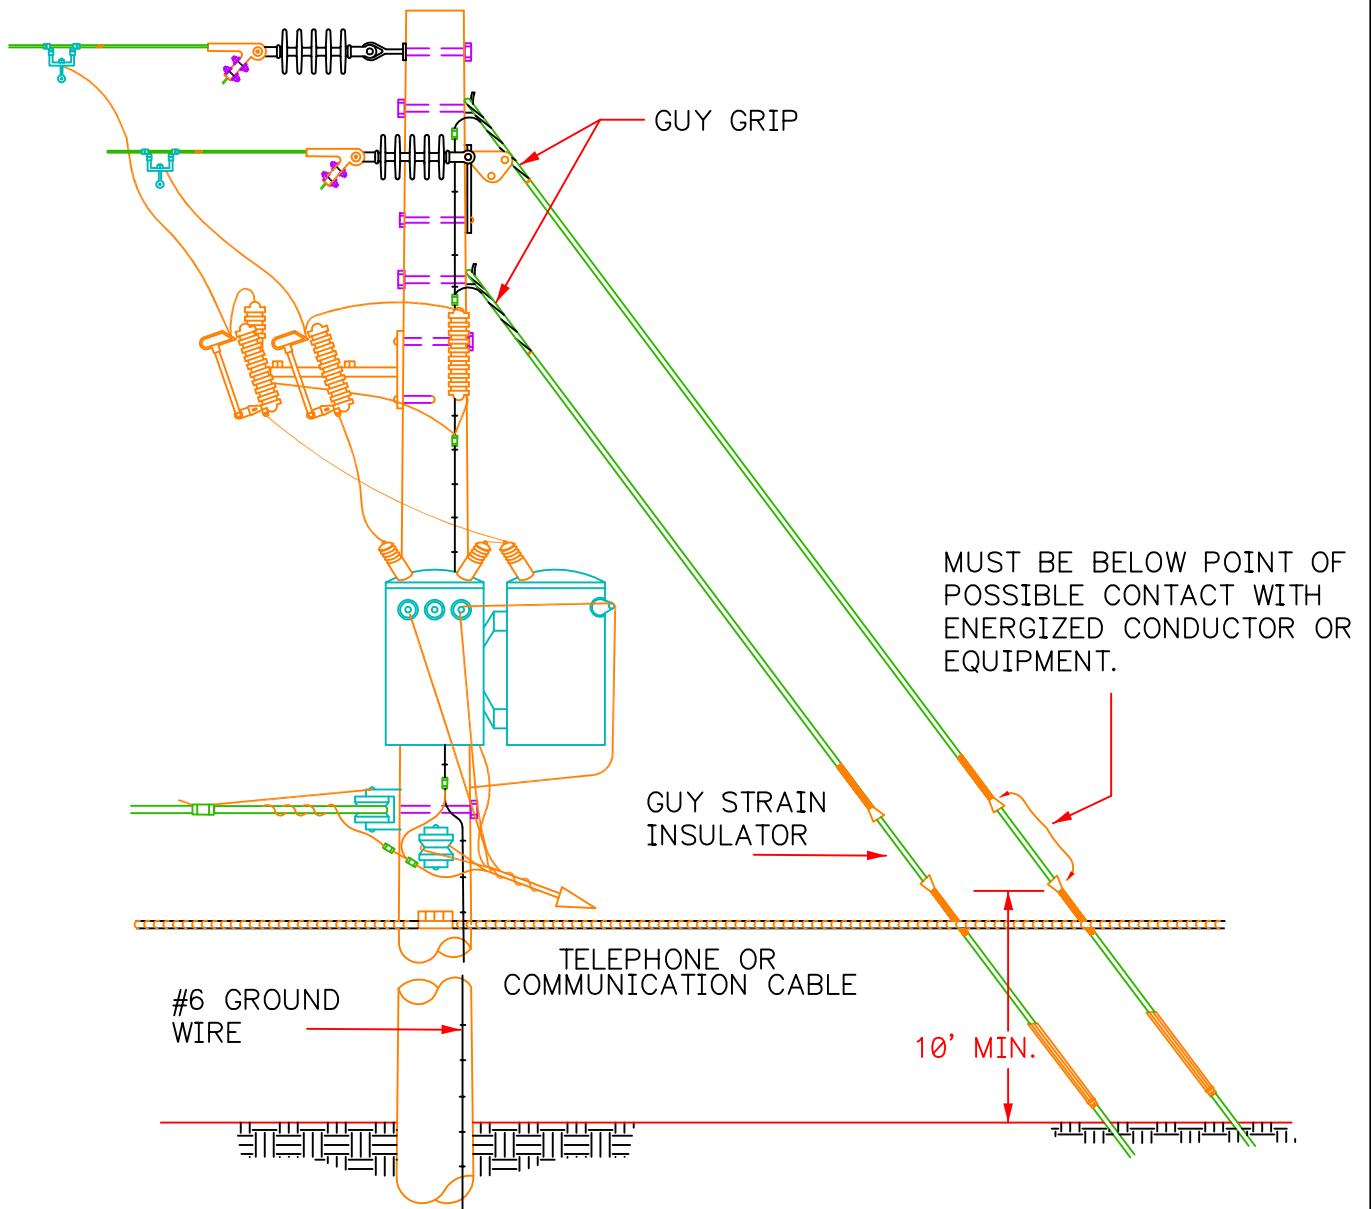 GUY GRIP
MUST BE BELOW POINT OF
POSSIBLE CONTACT WITH
ENERGIZED CONDUCTOR OR
EQUIPMENT.
GUY STRAIN
INSULATOR
TELEPHONE OR
COMMUNICATION CABLE
#6 GROUND
WIRE
10' MIN.